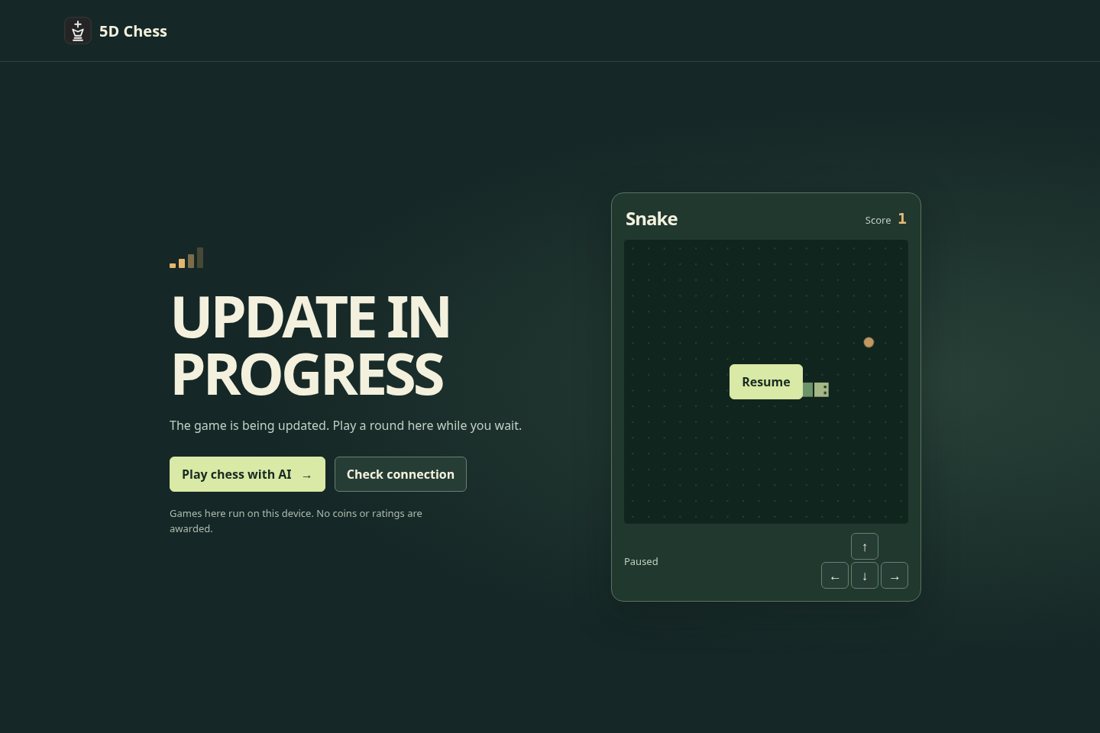 5D Chess
UPDATE IN
PROGRESS
The game is being updated. Play a round here while you wait.
Play chess with AI →
Check connection
Games here run on this device. No coins or ratings are
awarded.
Snake
Score 1
Resume
Paused
↑
← ↓ →